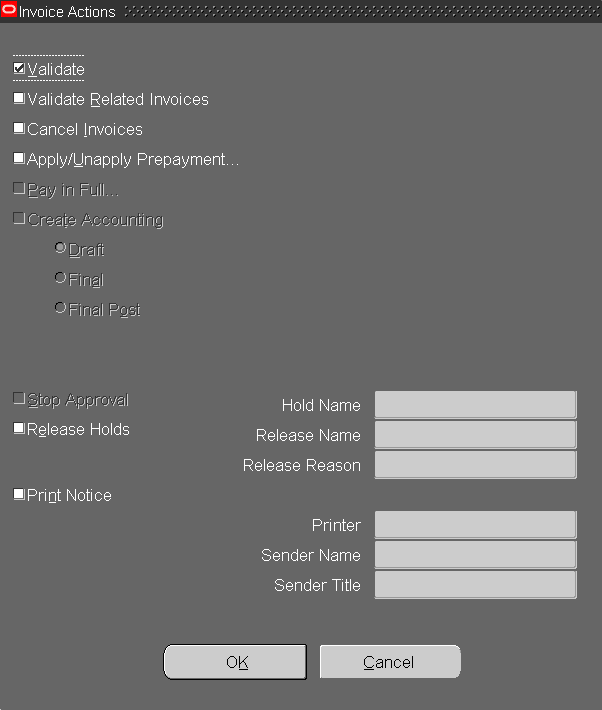 Invoice Actions
Validate
Validate Related Invoices
Cancel Invoices
Apply/Unapply Prepayment...
Pay in Full...
Create Accounting
Draft
Final
Final Post
Stop Approval
Hold Name
Release Holds
Release Name
Release Reason
Print Notice
Printer
Sender Name
Sender Title
OK
Cancel